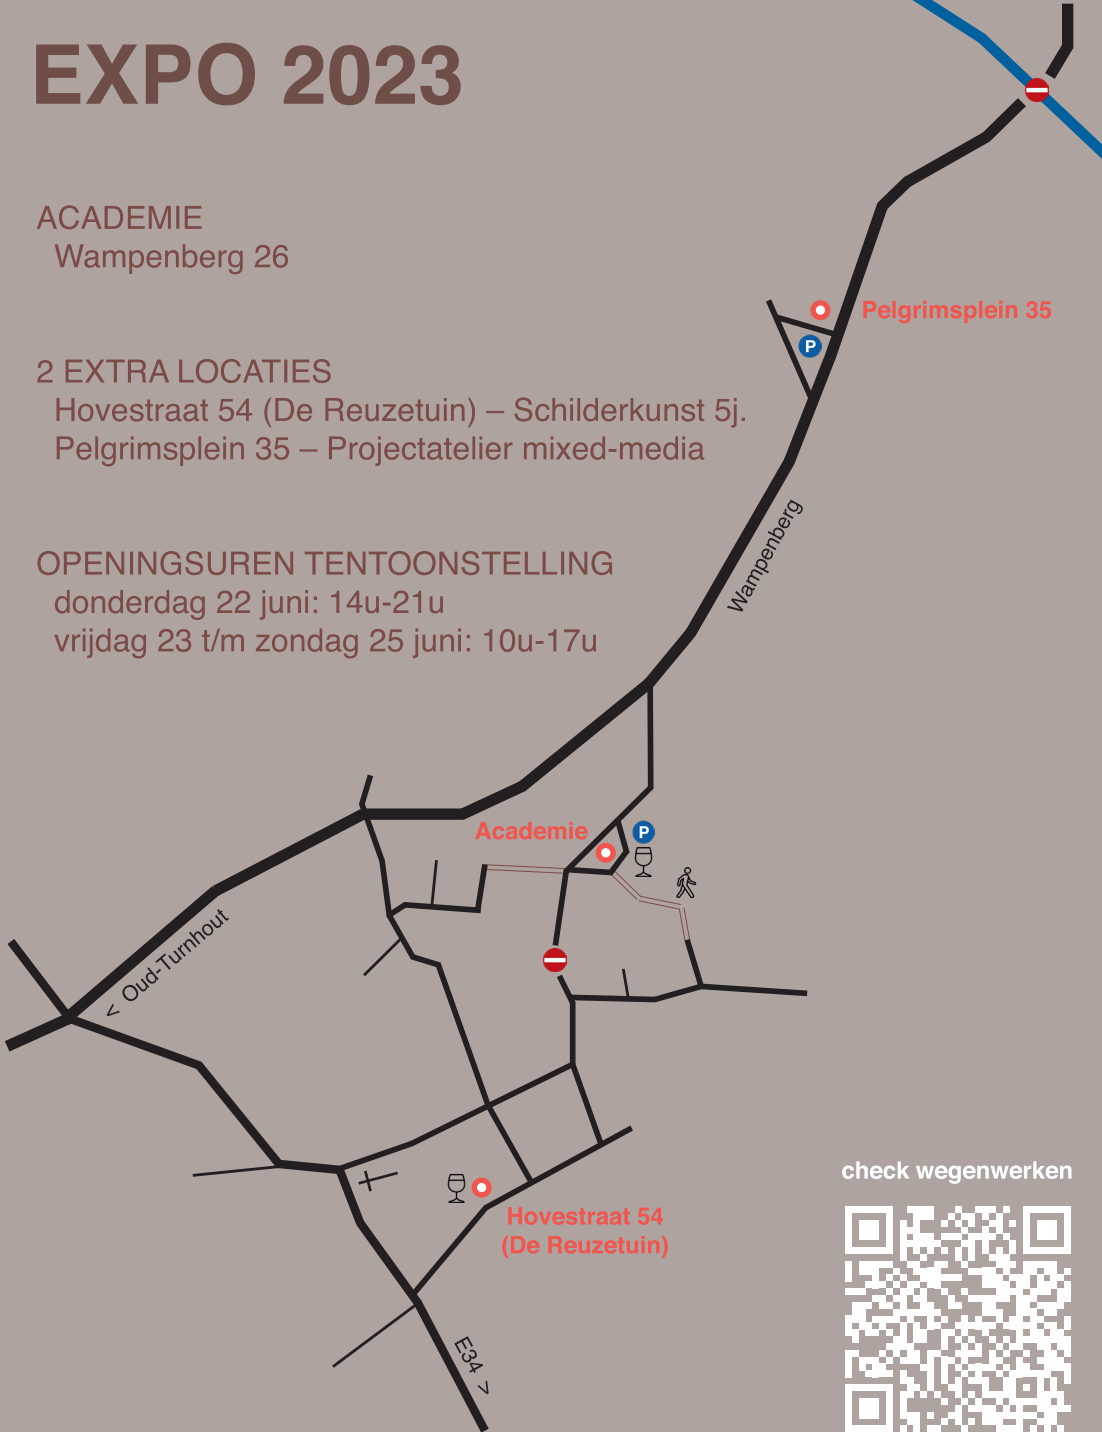 EXPO 2023
ACADEMIE
Wampenberg 26
2 EXTRA LOCATIES
Hovestraat 54 (De Reuzetuin) – Schilderkunst 5j.
Pelgrimsplein 35 – Projectatelier mixed-media
OPENINGSUREN TENTOONSTELLING
donderdag 22 juni: 14u-21u
vrijdag 23 t/m zondag 25 juni: 10u-17u
Pelgrimsplein 35
P
Wampenberg
Academie
P
< Oud-Turnhout
Hovestraat 54
(De Reuzetuin)
E34 >
check wegenwerken